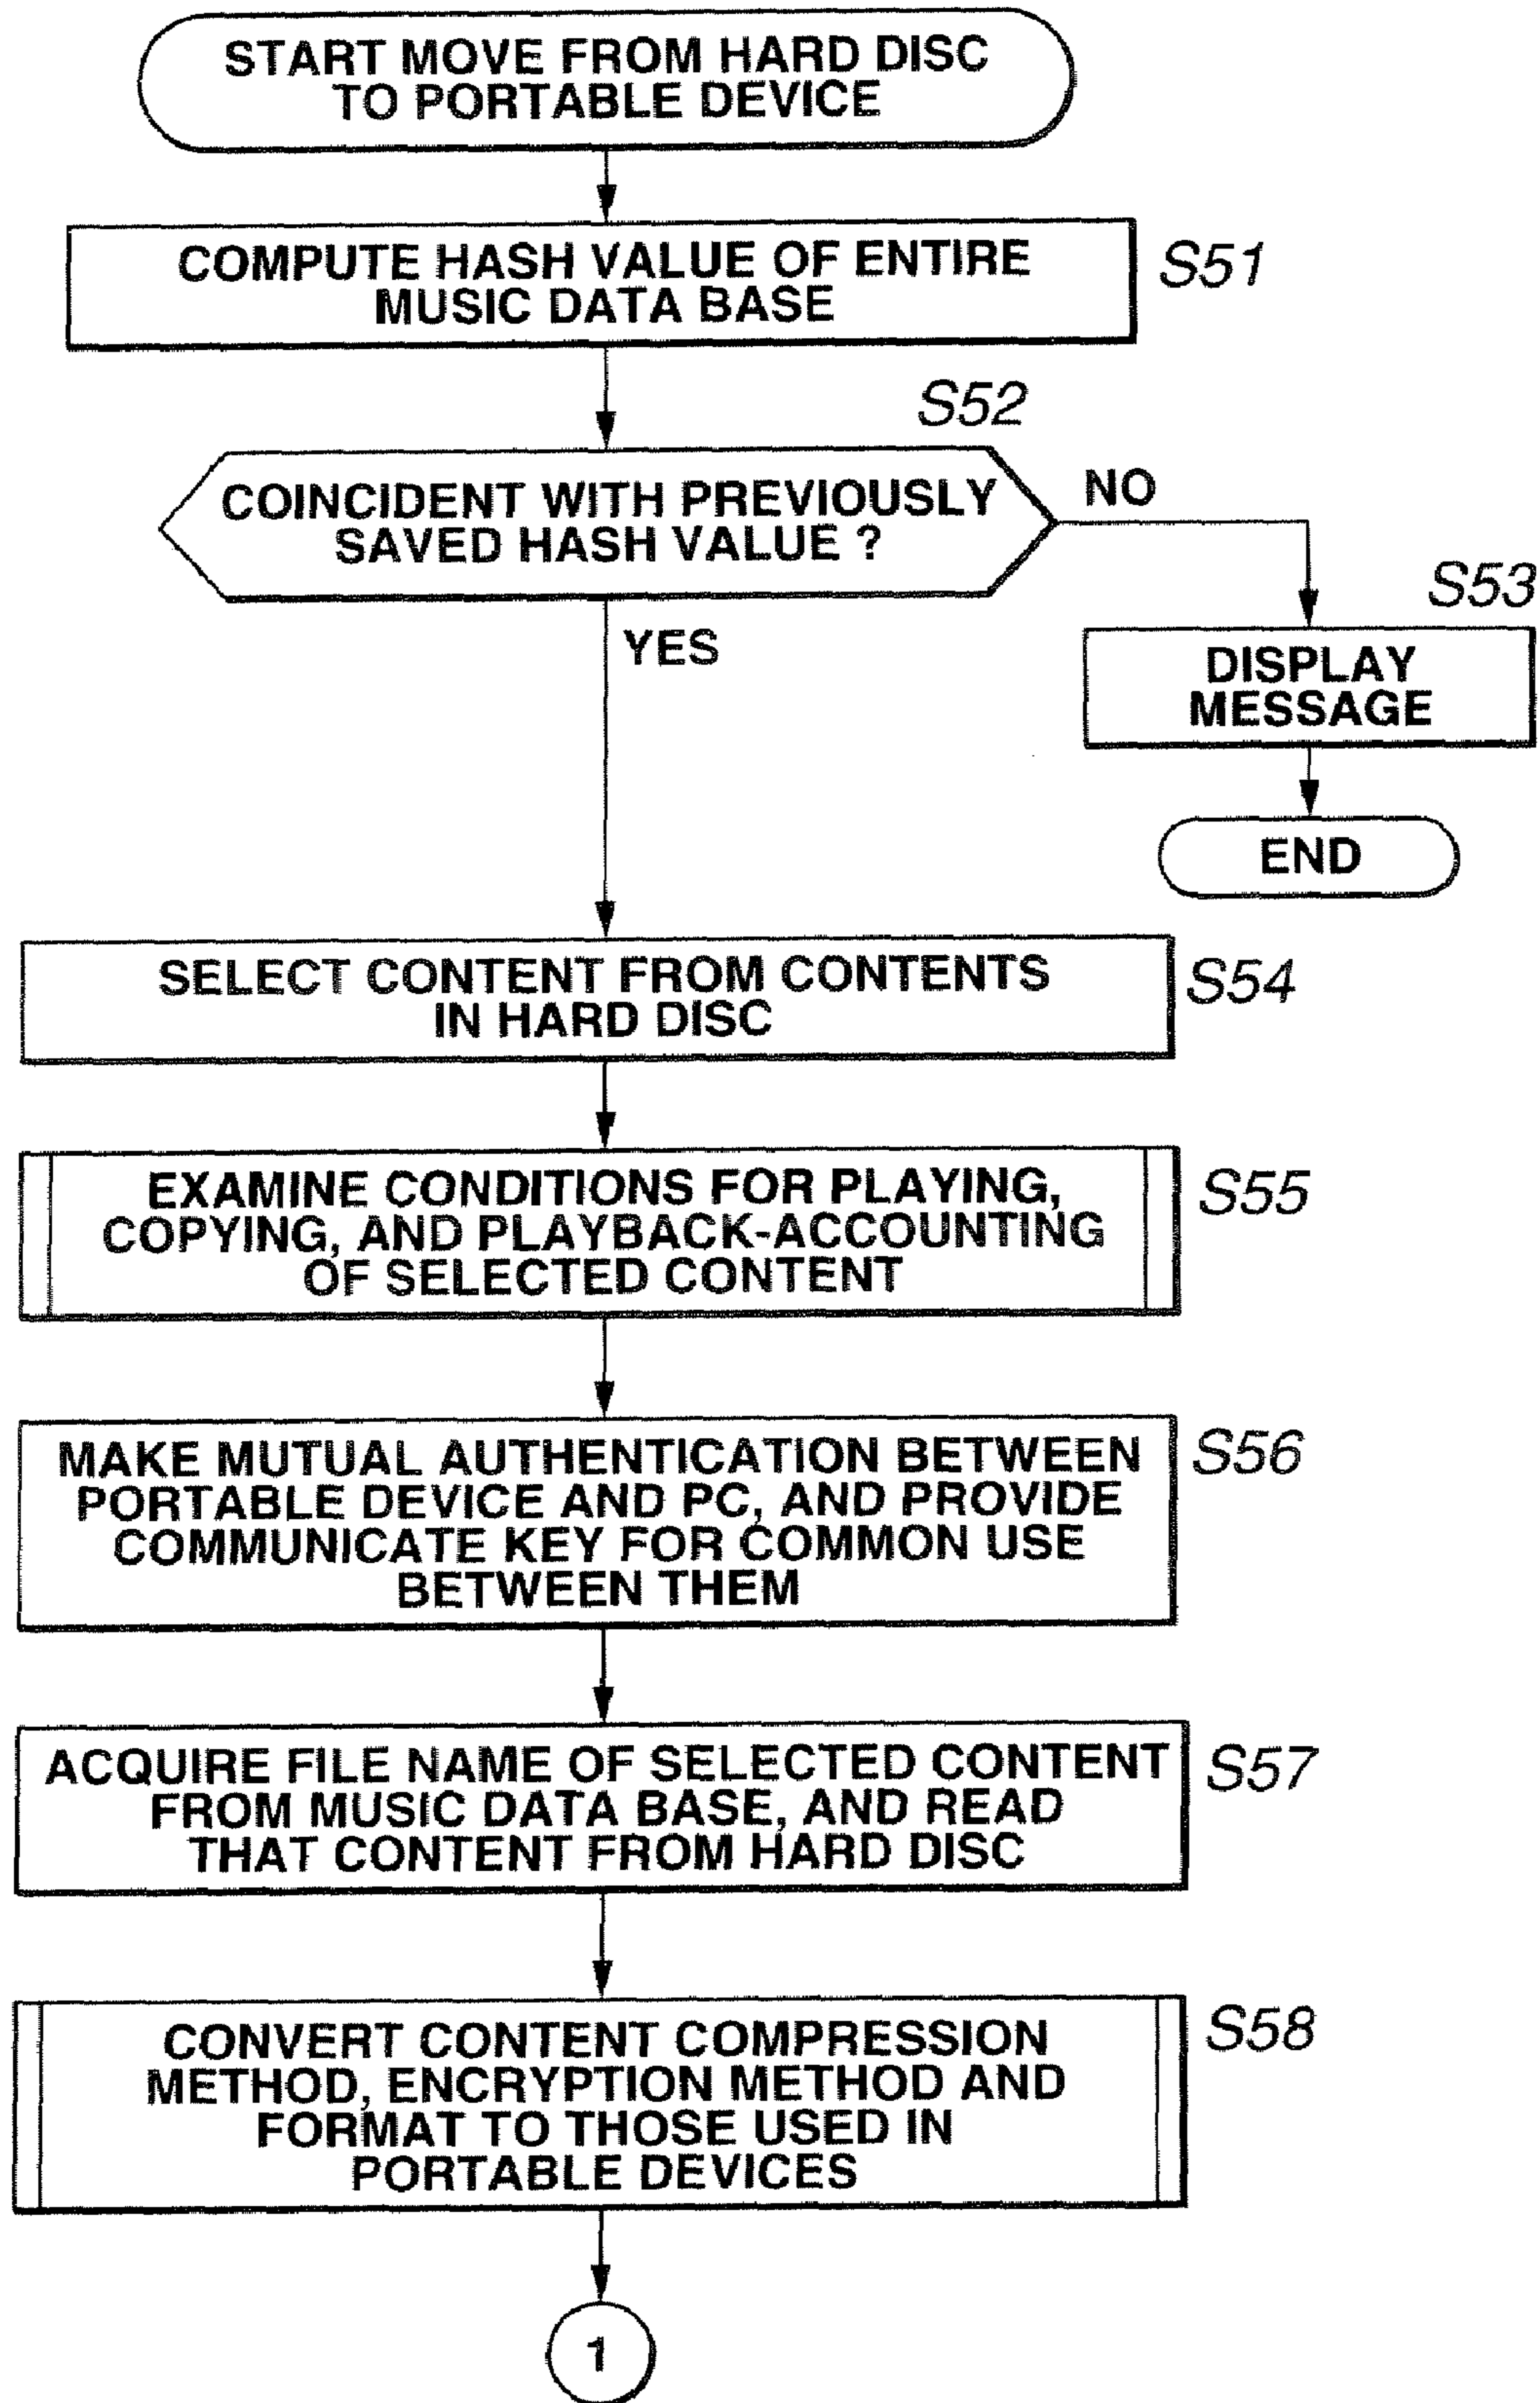 START MOVE FROM HARD DISC
TO PORTABLE DEVICE
COMPUTE HASH VALUE OF ENTIRE
MUSIC DATA BASE
S51
S52
COINCIDENT WITH PREVIOUSLY
SAVED HASH VALUE ?
NO
YES
S53
DISPLAY
MESSAGE
END
SELECT CONTENT FROM CONTENTS
IN HARD DISC
S54
EXAMINE CONDITIONS FOR PLAYING,
COPYING, AND PLAYBACK-ACCOUNTING
OF SELECTED CONTENT
S55
MAKE MUTUAL AUTHENTICATION BETWEEN
PORTABLE DEVICE AND PC, AND PROVIDE
COMMUNICATE KEY FOR COMMON USE
BETWEEN THEM
S56
ACQUIRE FILE NAME OF SELECTED CONTENT
FROM MUSIC DATA BASE, AND READ
THAT CONTENT FROM HARD DISC
S57
CONVERT CONTENT COMPRESSION
METHOD, ENCRYPTION METHOD AND
FORMAT TO THOSE USED IN
PORTABLE DEVICES
S58
1